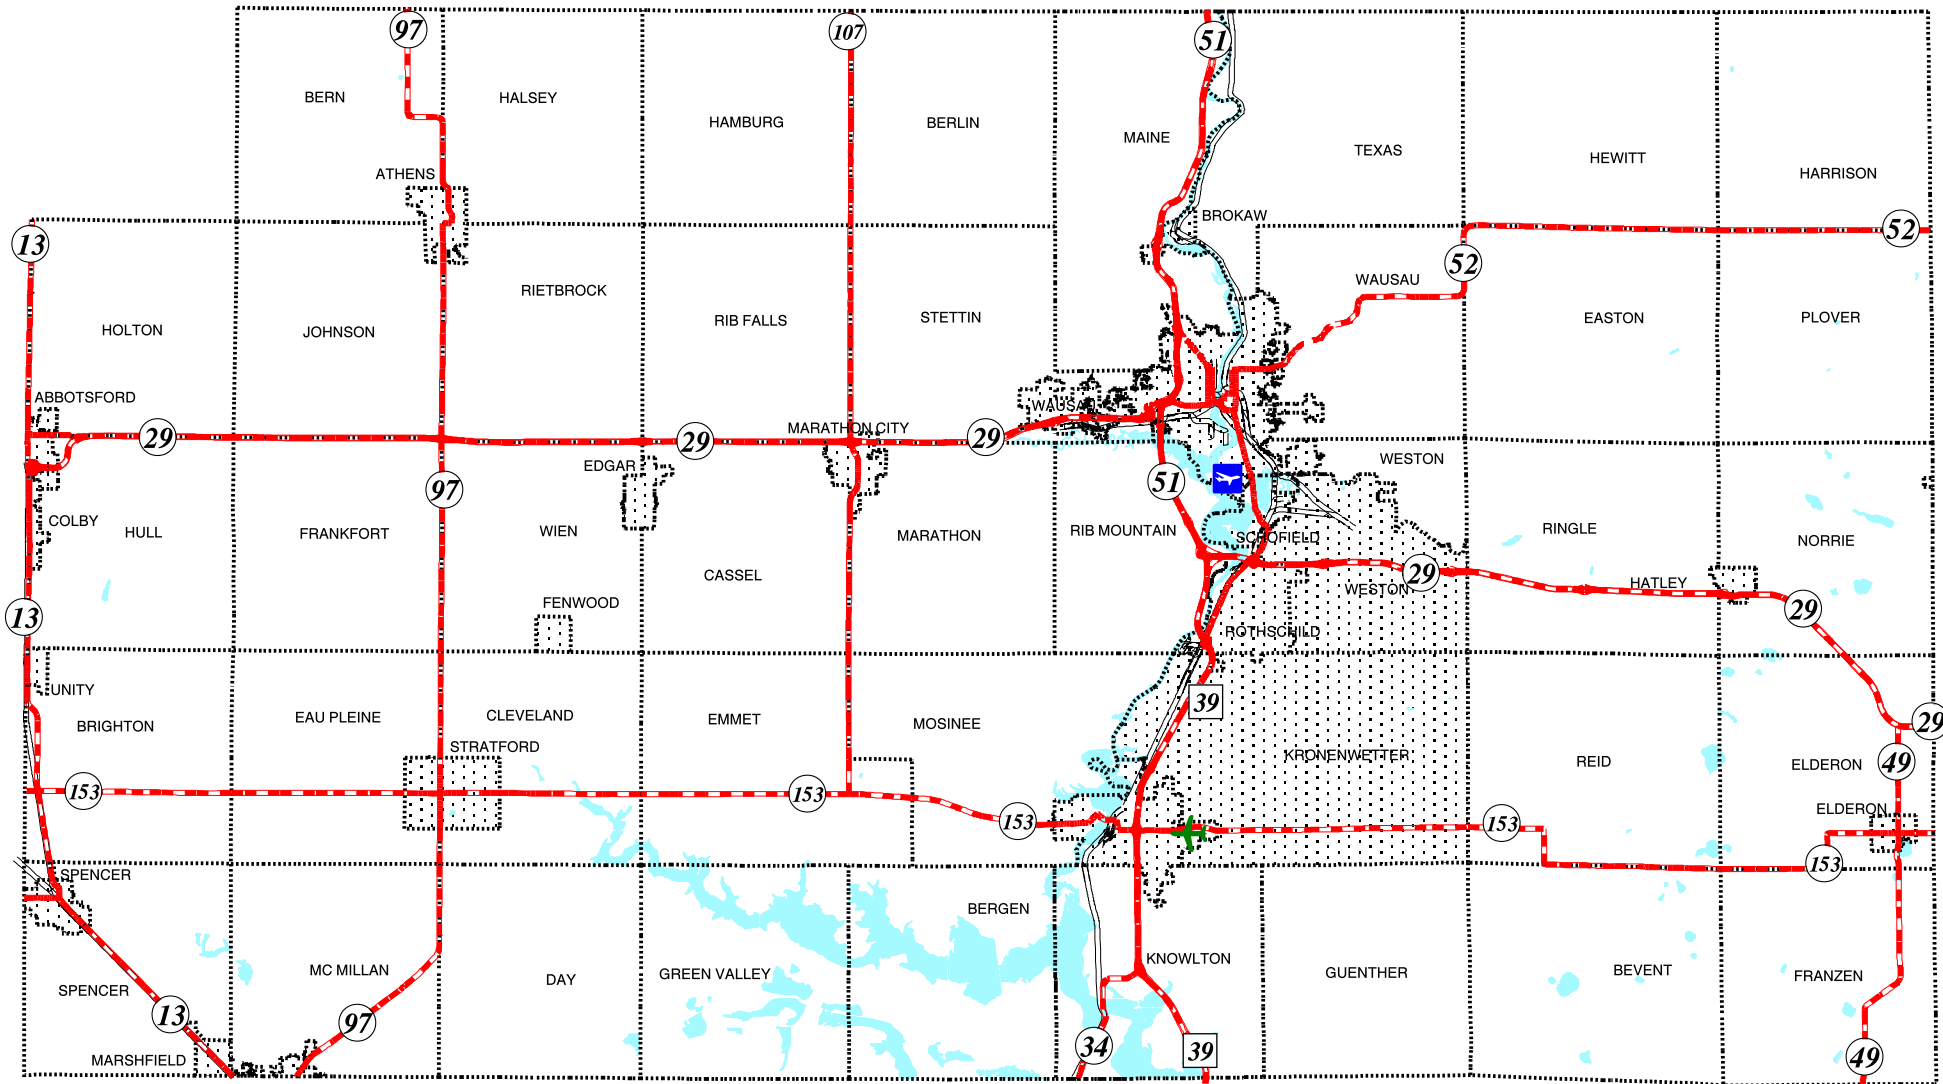 97
107
51
BERN
HALSEY
HAMBURG
BERLIN
MAINE
TEXAS
HEWITT
HARRISON
ATHENS
BROKAW
13
52
52
WAUSAU
RIETBROCK
HOLTON
JOHNSON
RIB FALLS
STETTIN
EASTON
PLOVER
ABBOTSFORD
WAUSAU
29
29
MARATHON CITY
29
EDGAR
WESTON
97
51
COLBY
HULL
FRANKFORT
WIEN
MARATHON
RIB MOUNTAIN
SCHOFIELD
RINGLE
NORRIE
CASSEL
29
WESTON
HATLEY
13
FENWOOD
29
ROTHSCHILD
UNITY
39
BRIGHTON
EAU PLEINE
CLEVELAND
EMMET
MOSINEE
29
STRATFORD
KRONENWETTER
REID
ELDERON
49
153
153
153
153
ELDERON
153
SPENCER
BERGEN
SPENCER
MC MILLAN
DAY
GREEN VALLEY
KNOWLTON
GUENTHER
BEVENT
FRANZEN
13
97
34
39
49
MARSHFIELD